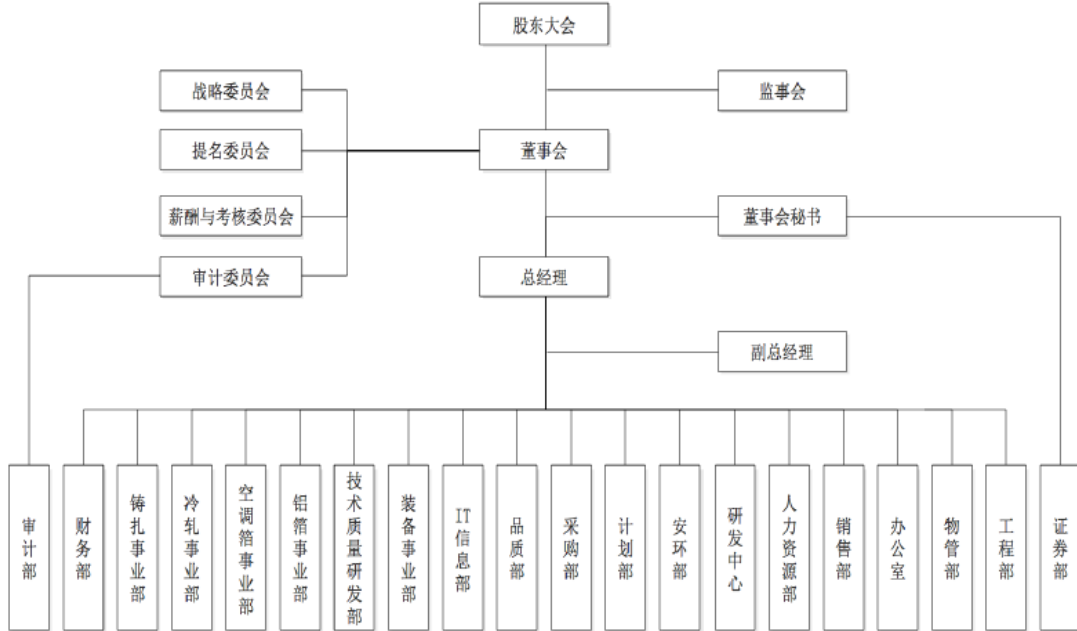 股东大会
战略委员会
监事会
提名委员会
董事会
薪酬与考核委员会
董事会秘书
审计委员会
总经理
副总经理
审计部
财务部
铸扎事业部
冷轧事业部
空调箔事业部
铝箔事业部
技术质量研发部
装备事业部
IT信息部
品质部
采购部
计划部
安环部
研发中心
人力资源部
销售部
办公室
物管部
工程部
证券部